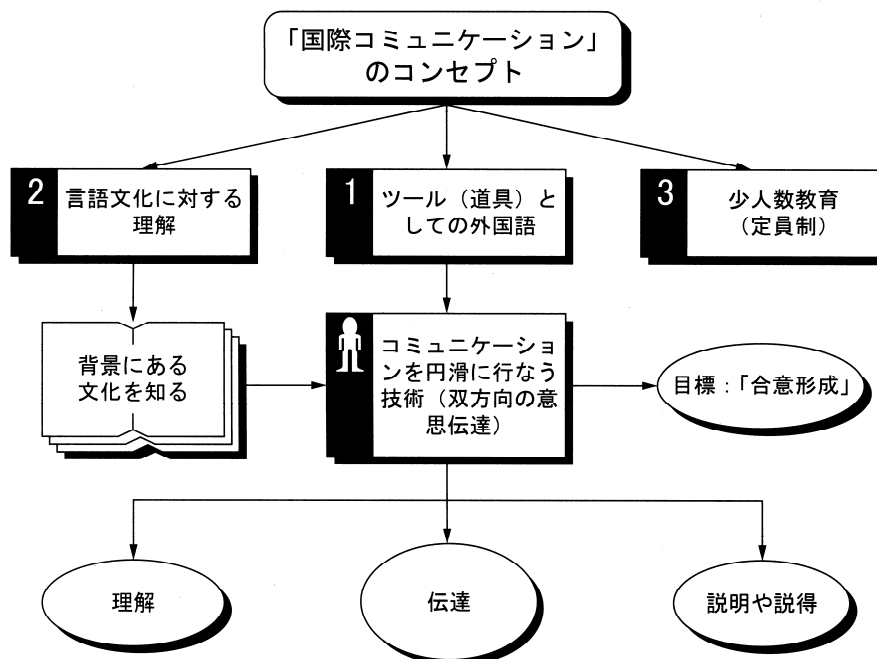 「国際コミュニケーション」
のコンセプト
2
言語文化に対する
理解
1
ツール（道具）と
しての外国語
3
少人数教育
（定員制）
背景にある
文化を知る
コミュニケーショ
ンを円滑に行なう
技術（双方向の意
思伝達）
目標：「合意形成」
理解
伝達
説明や説得